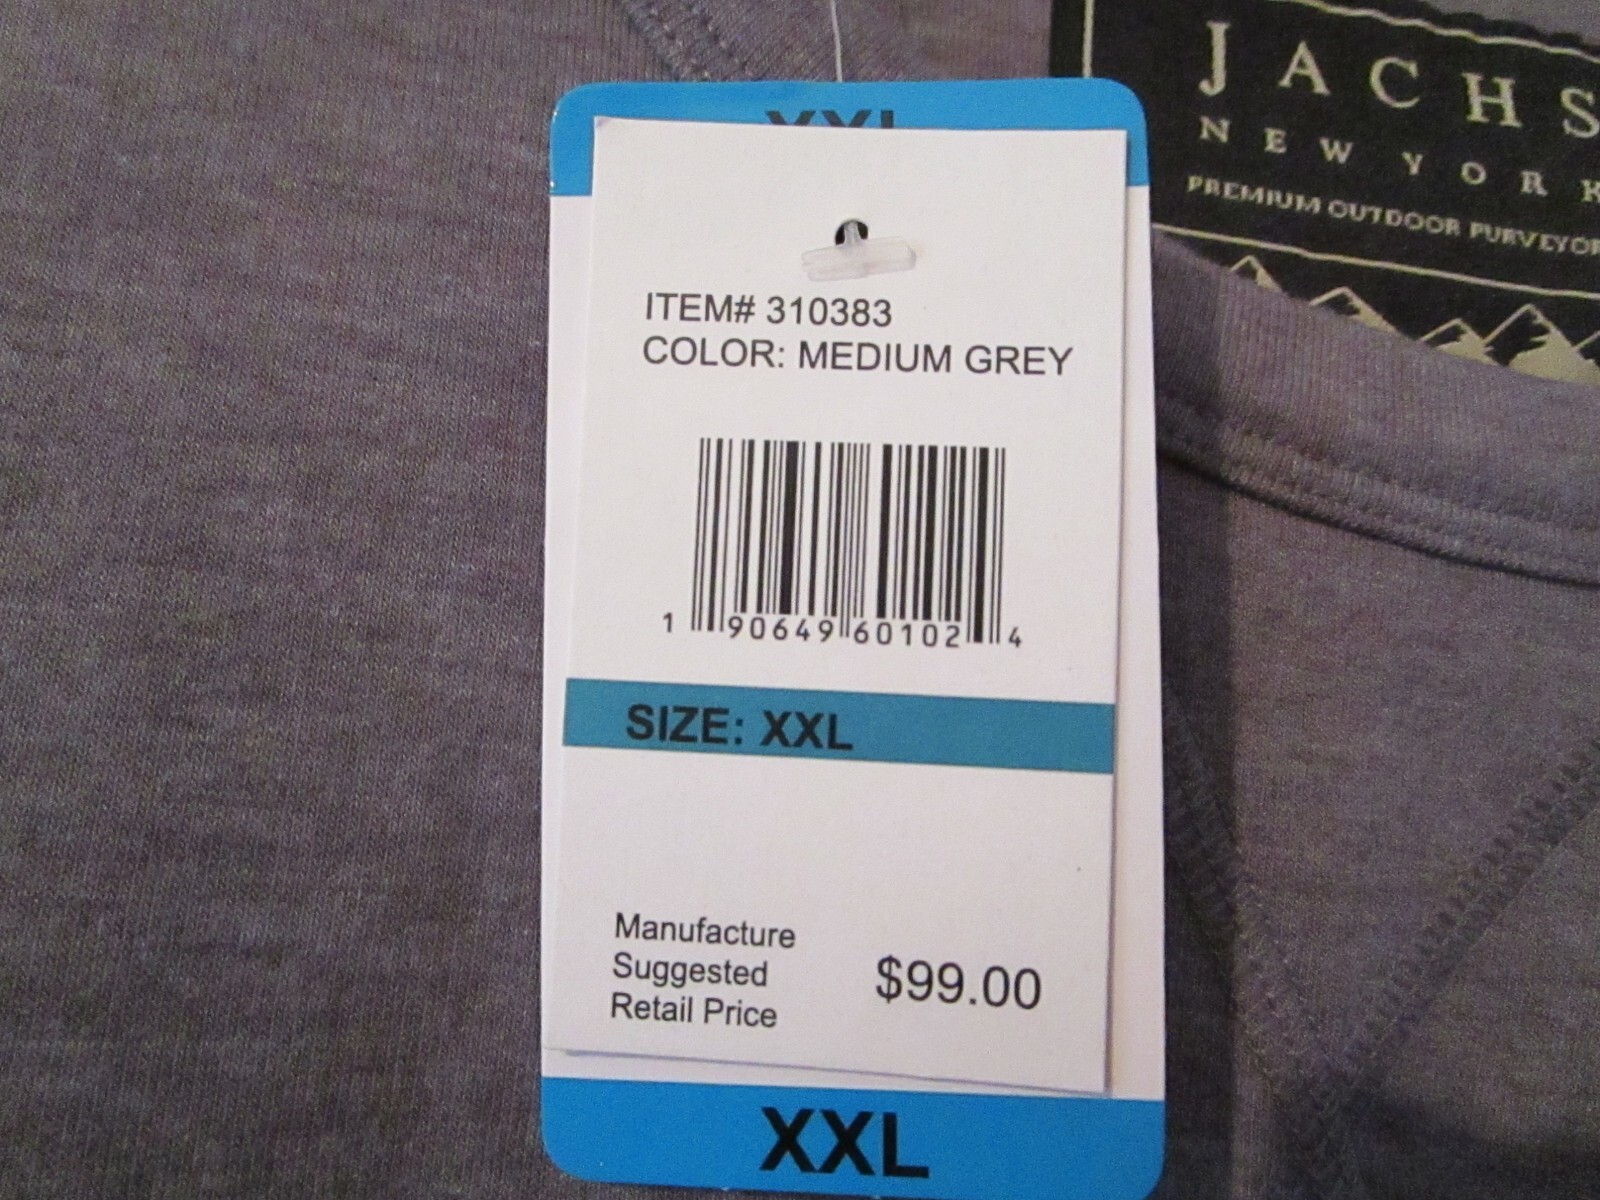 XXL
JACHS
NEW YORK
PREMIUM OUTDOOR
ITEM# 310383
COLOR: MEDIUM GREY
1 90649 60102 4
SIZE: XXL
Manufacture
Suggested
Retail Price
$99.00
XXL